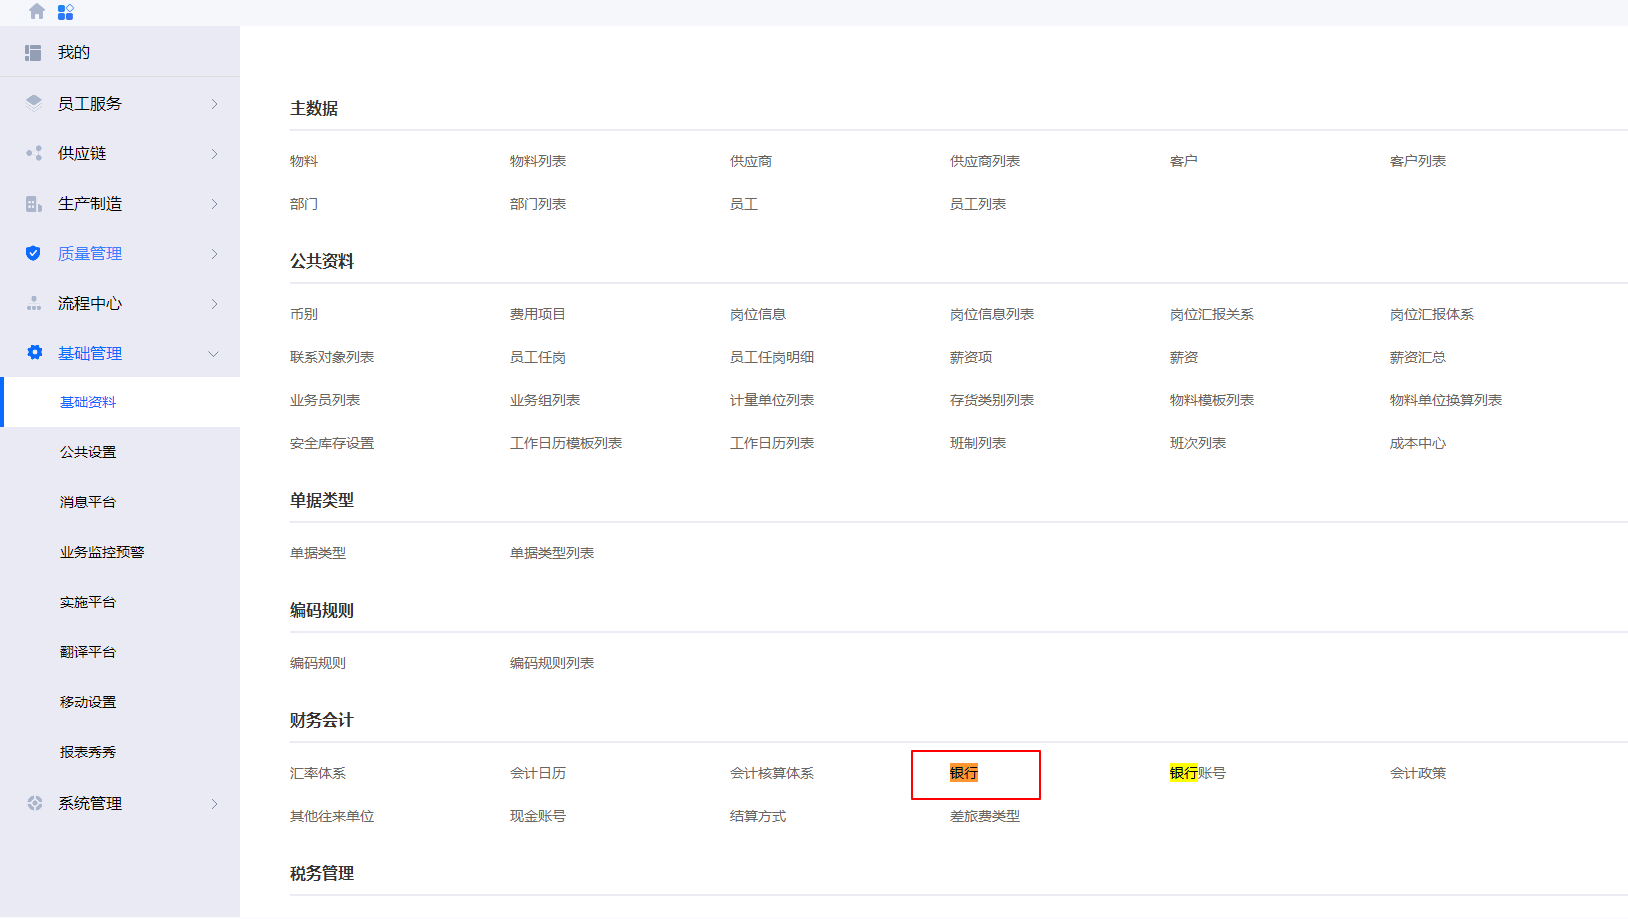 我的
员工服务
供应链
生产制造
质量管理
流程中心
基础管理
基础资料
公共设置
消息平台
业务监控预警
实施平台
翻译平台
移动设置
报表秀秀
系统管理
主数据
物料 物料列表 供应商 供应商列表 客户 客户列表
部门 部门列表 员工 员工列表
公共资料
币别 费用项目 岗位信息 岗位信息列表 岗位汇报关系 岗位汇报体系
联系对象列表 员工任岗 员工任岗明细 薪资项 薪资 薪资汇总
业务员列表 业务组列表 计量单位列表 存货类别列表 物料模板列表 物料单位换算列表
安全库存设置 工作日历模板列表 工作日历列表 班制列表 班次列表 成本中心
单据类型
单据类型 单据类型列表
编码规则
编码规则 编码规则列表
财务会计
汇率体系 会计日历 会计核算体系 银行 银行账号 会计政策
其他往来单位 现金账号 结算方式 差旅费类型
税务管理